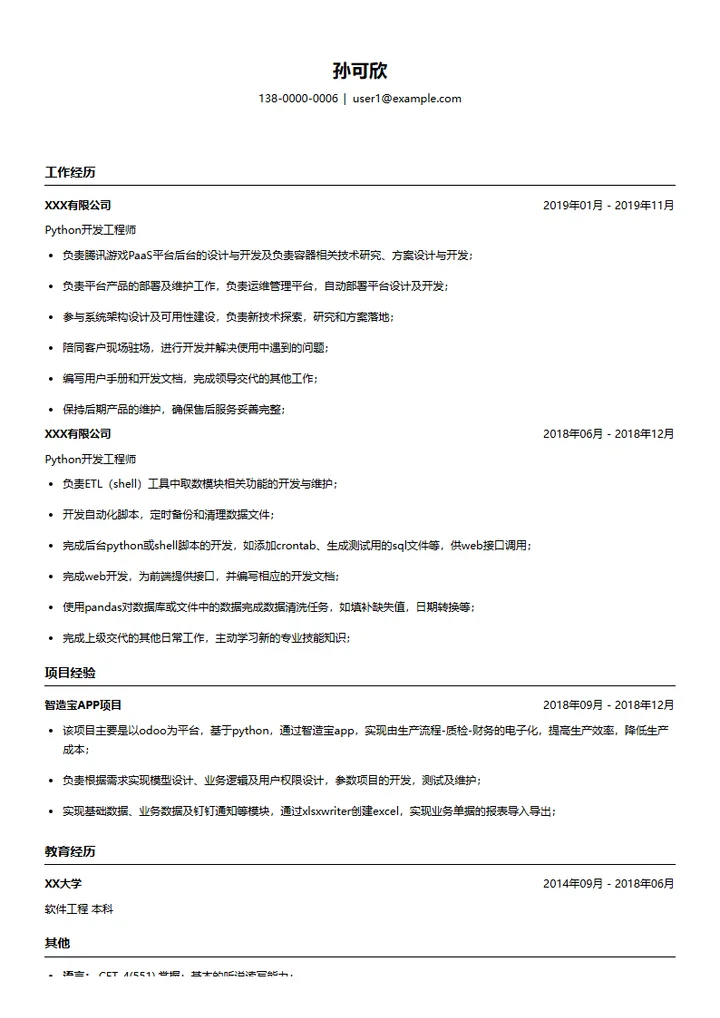 孙可欣
138-0000-0006 | user1@example.com
工作经历
XXX有限公司 2019年01月 - 2019年11月
Python开发工程师
• 负责腾讯游戏PaaS平台后台的设计与开发及负责容器相关技术研究、方案设计与开发；
• 负责平台产品的部署及维护工作，负责运维管理平台，自动部署平台设计及开发；
• 参与系统架构设计及可用性建设，负责新技术探索，研究和方案落地；
• 陪同客户现场驻场，进行开发并解决使用中遇到的问题；
• 编写用户手册和开发文档，完成领导交代的其他工作；
• 保持后期产品的维护，确保售后服务妥善完整；
XXX有限公司 2018年06月 - 2018年12月
Python开发工程师
• 负责ETL（shell）工具中取数模块相关功能的开发与维护；
• 开发自动化脚本，定时备份和清理数据文件；
• 完成后台python或shell脚本的开发，如添加crontab、生成测试用的sql文件等，供web接口调用；
• 完成web开发，为前端提供接口，并编写相应的开发文档；
• 使用pandas对数据库或文件中的数据完成数据清洗任务，如填补缺失值，日期转换等；
• 完成上级交代的其他日常工作，主动学习新的专业技能知识；
项目经验
智造宝APP项目 2018年09月 - 2018年12月
• 该项目主要是以odoo为平台，基于python，通过智造宝app，实现由生产流程-质检-财务的电子化，提高生产效率，降低生产
成本；
• 负责根据需求实现模型设计、业务逻辑及用户权限设计，参数项目的开发，测试及维护；
• 实现基础数据、业务数据及钉钉通知等模块，通过xlsxwriter创建excel，实现业务单据的报表导入导出；
教育经历
XX大学 2014年09月 - 2018年06月
软件工程 本科
其他
• 语言： CET-4(551) 掌握；基本的听说读写能力；